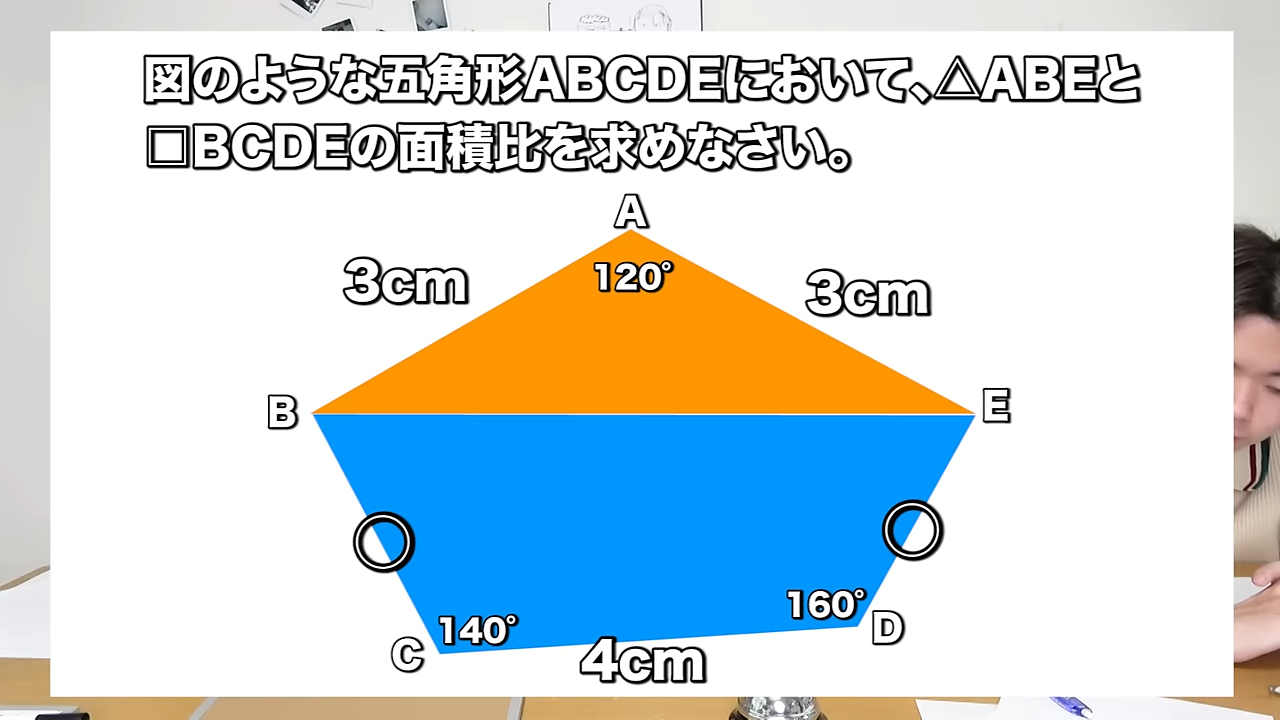 図のような五角形ABCDEにおいて、△ABEと
□BCDEの面積比を求めなさい。
A
3cm
120°
3cm
B
E
140°
160°
C
4cm
D